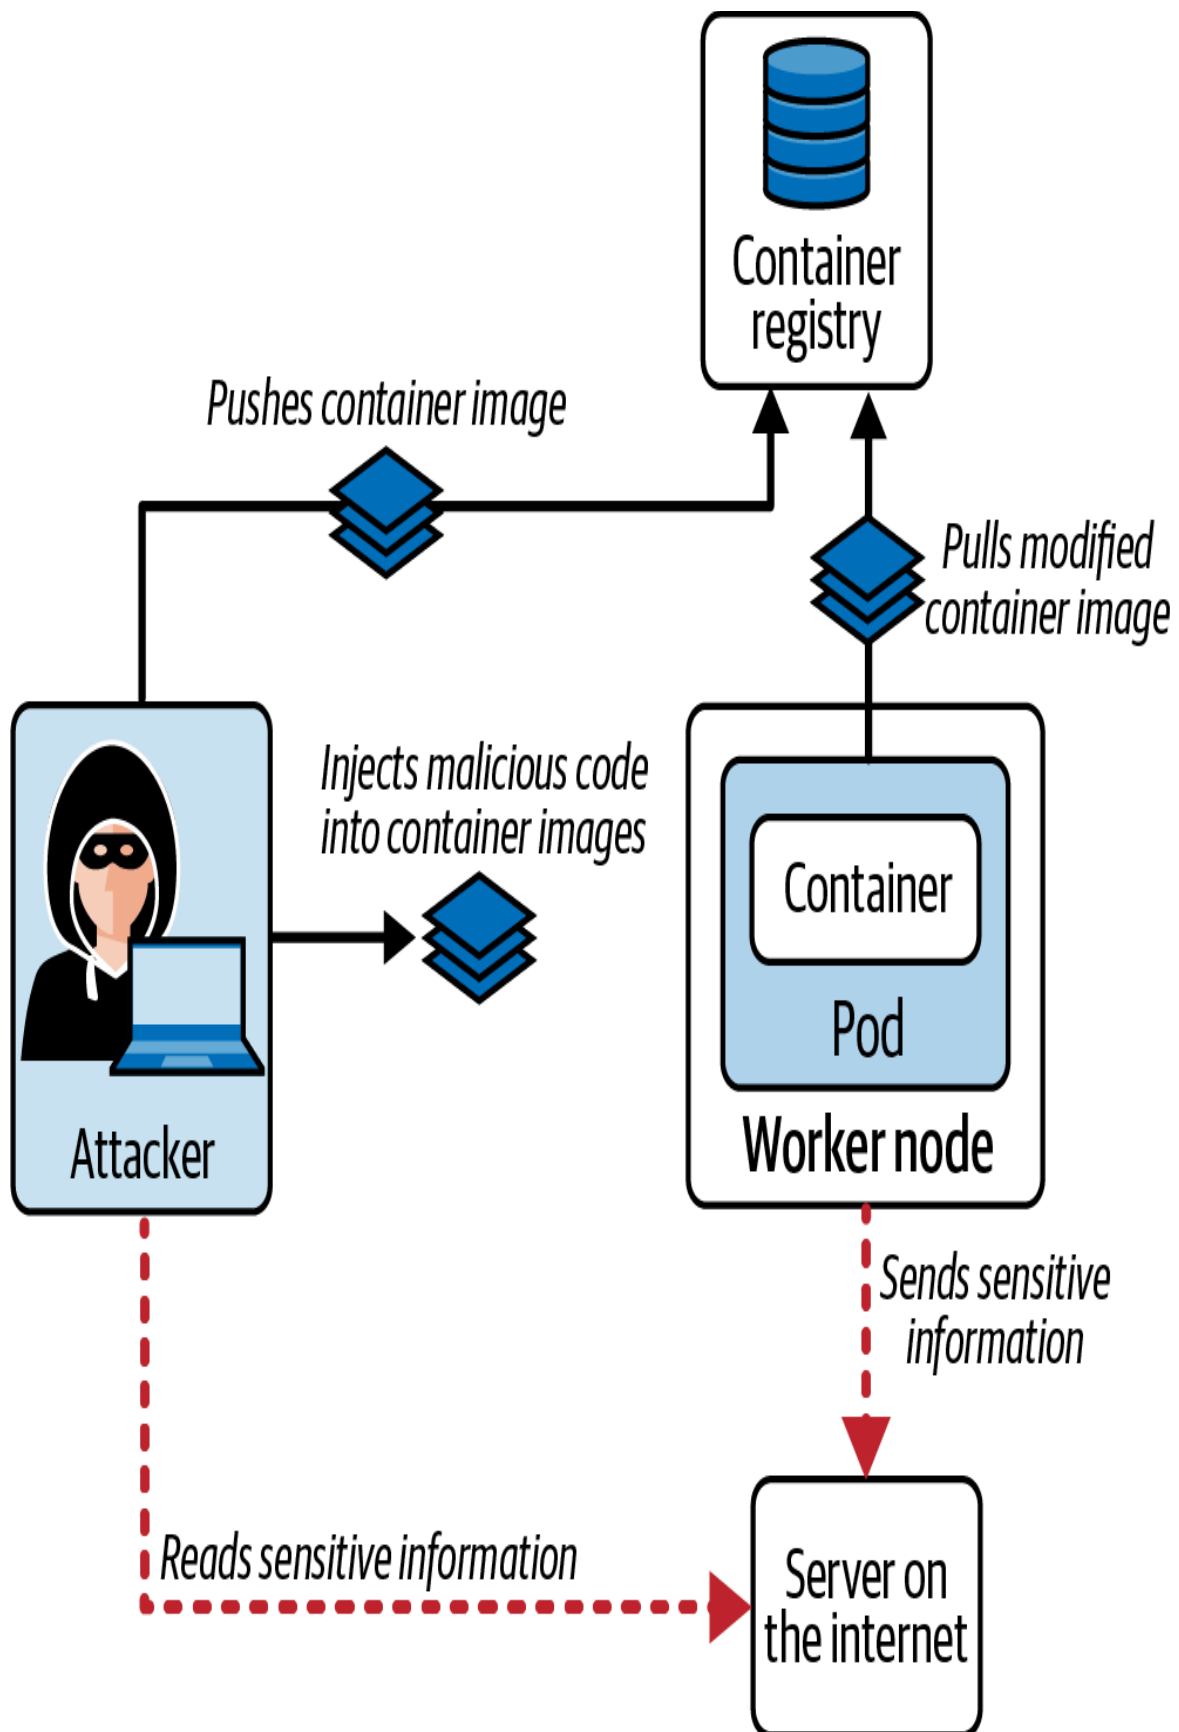 Container
registry
Pushes container image
Pulls modified
container image
Injects malicious code
into container images
Container
Pod
Worker node
Attacker
Sends sensitive
information
Reads sensitive information
Server on
the internet